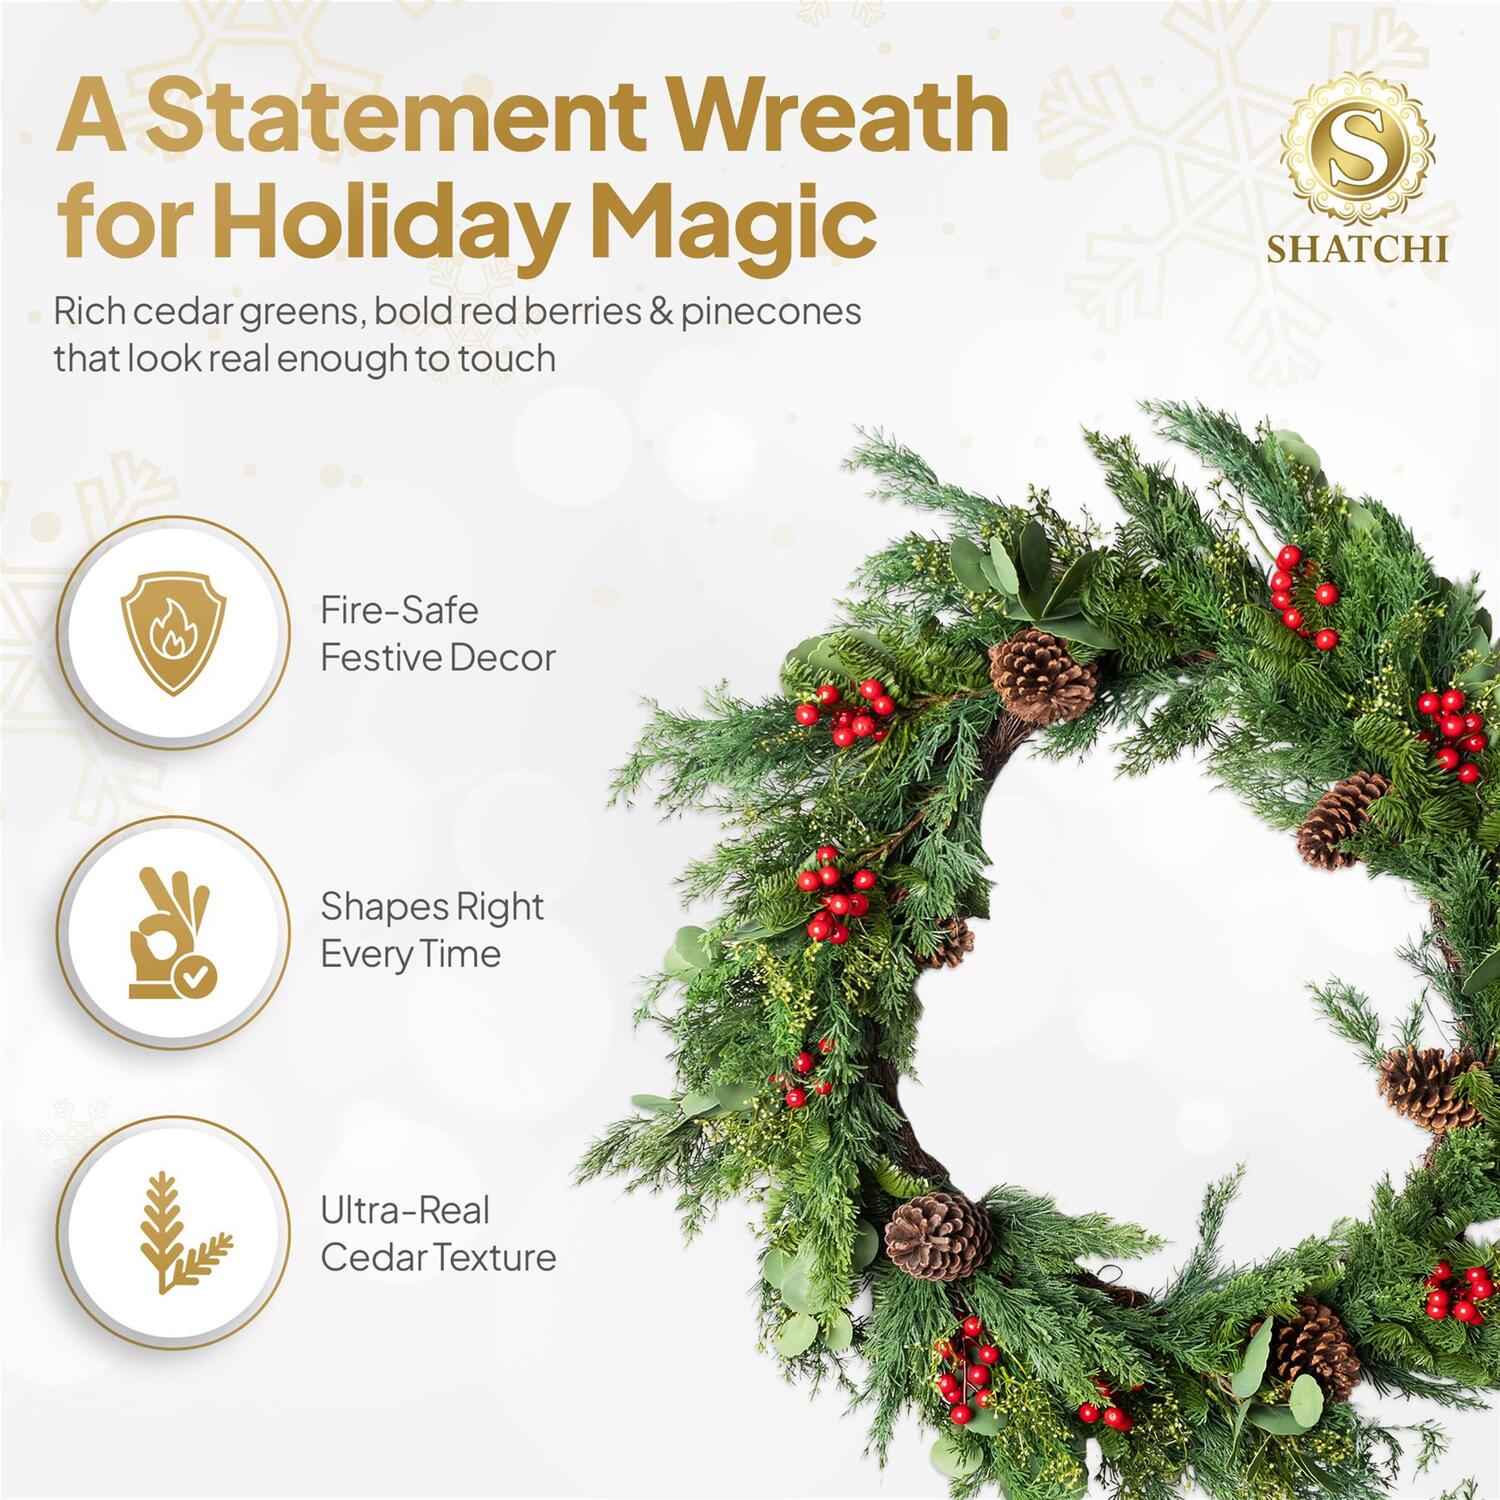 A Statement Wreath
for Holiday Magic
Rich cedar greens, bold red berries & pinecones
that look real enough to touch
S
SHATCHI
Fire-Safe
Festive Decor
Shapes Right
Every Time
Ultra-Real
Cedar Texture